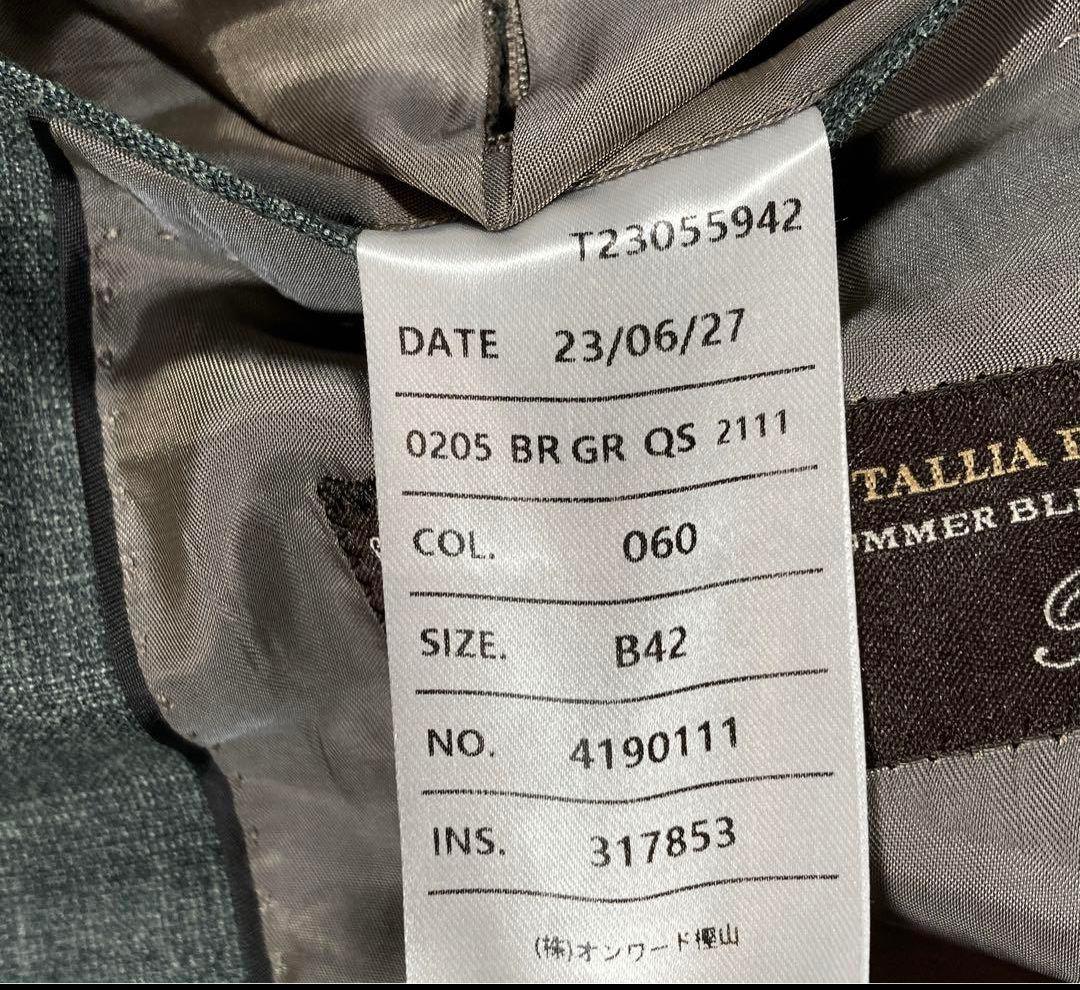 T23055942
DATE 23/06/27
0205 BR GR QS 2111
COL. 060
SIZE. B42
NO. 4190111
INS. 317853
(株)オンワード樫山
TALLIA
MMER